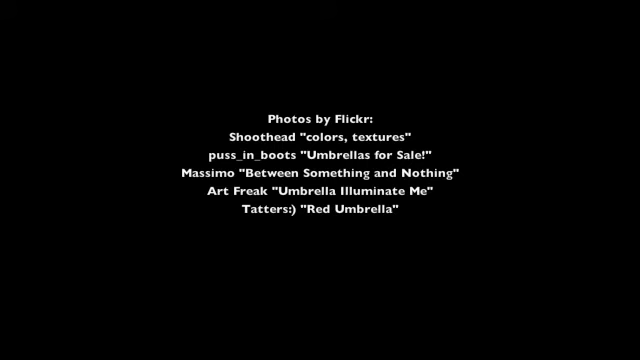 Photos by Flickr:
Shoothead "colors, textures"
puss_in_boots "Umbrellas for Sale!"
Massimo "Between Something and Nothing"
Art Freak "Umbrella Illuminate Me"
Tatters:) "Red Umbrella"